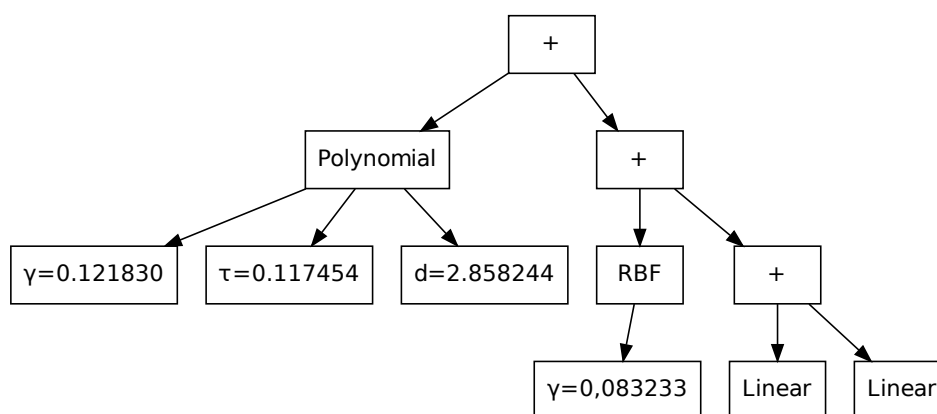 +
Polynomial
+
γ=0.121830
τ=0.117454
d=2.858244
RBF
+
γ=0,083233
Linear
Linear